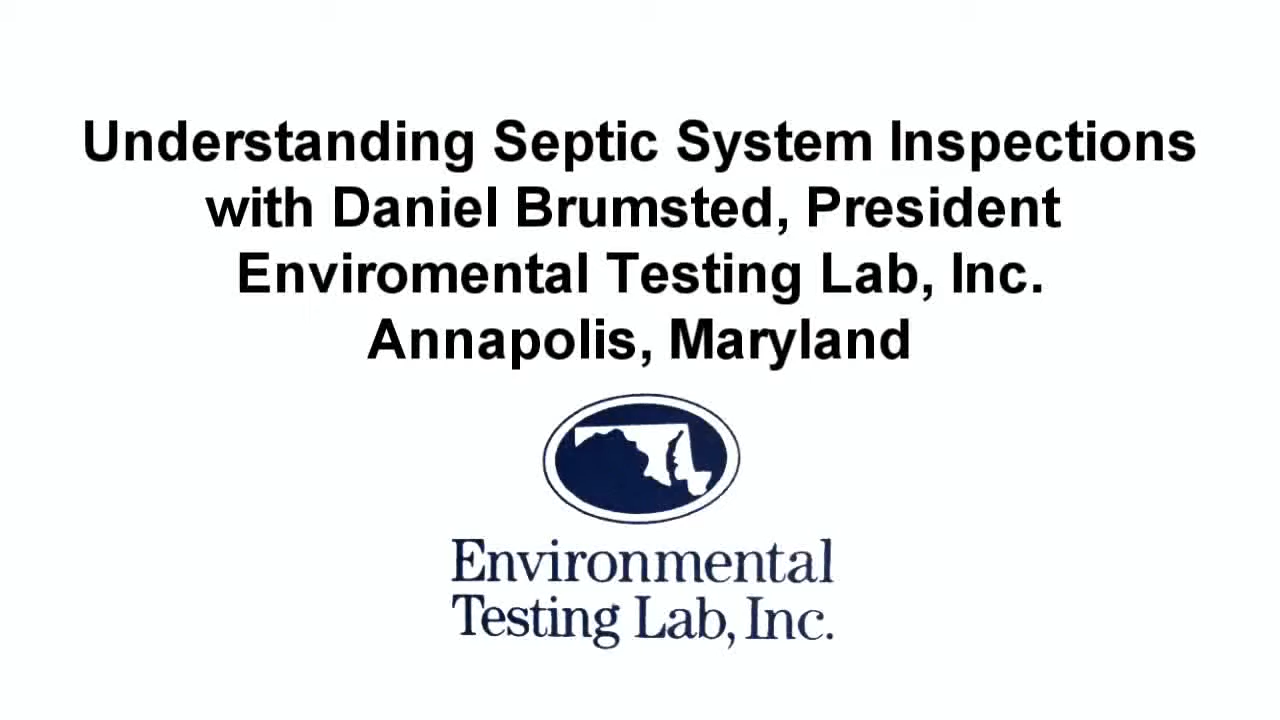 Understanding Septic System Inspections
with Daniel Brumsted, President
Enviromental Testing Lab, Inc.
Annapolis, Maryland
Environmental
Testing Lab, Inc.